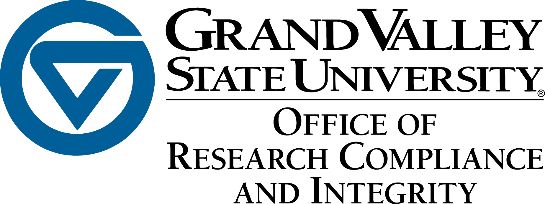 GRAND VALLEY
STATE UNIVERSITY®
OFFICE OF
RESEARCH COMPLIANCE
AND INTEGRITY